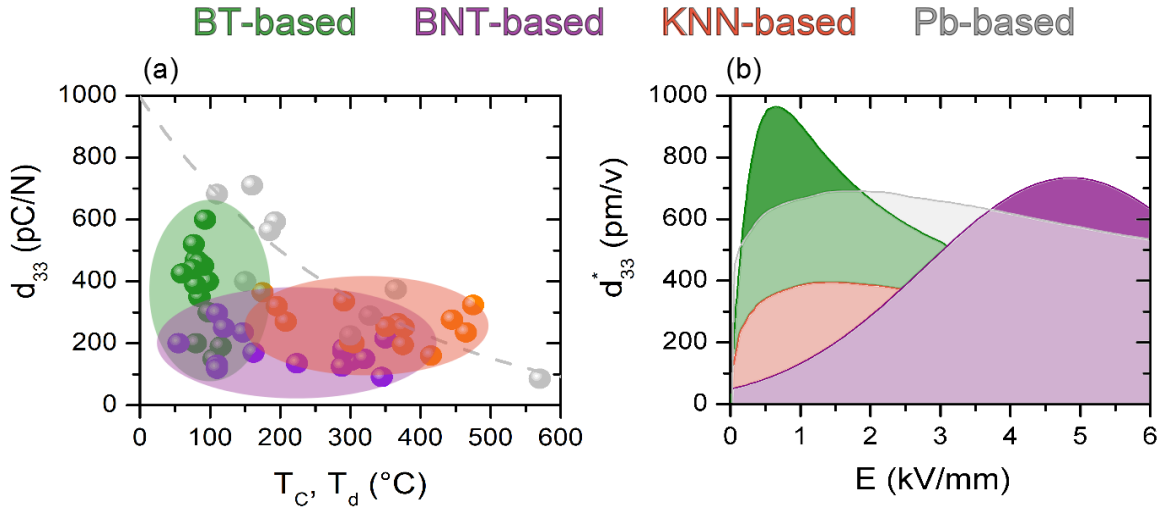 BT-based BNT-based KNN-based Pb-based
(a)
1000
800
600
400
200
0
d33 (pC/N)
0 100 200 300 400 500 600
TC, Td (°C)
(b)
1000
800
600
400
200
0
d*33 (pm/v)
0 1 2 3 4 5 6
E (kV/mm)